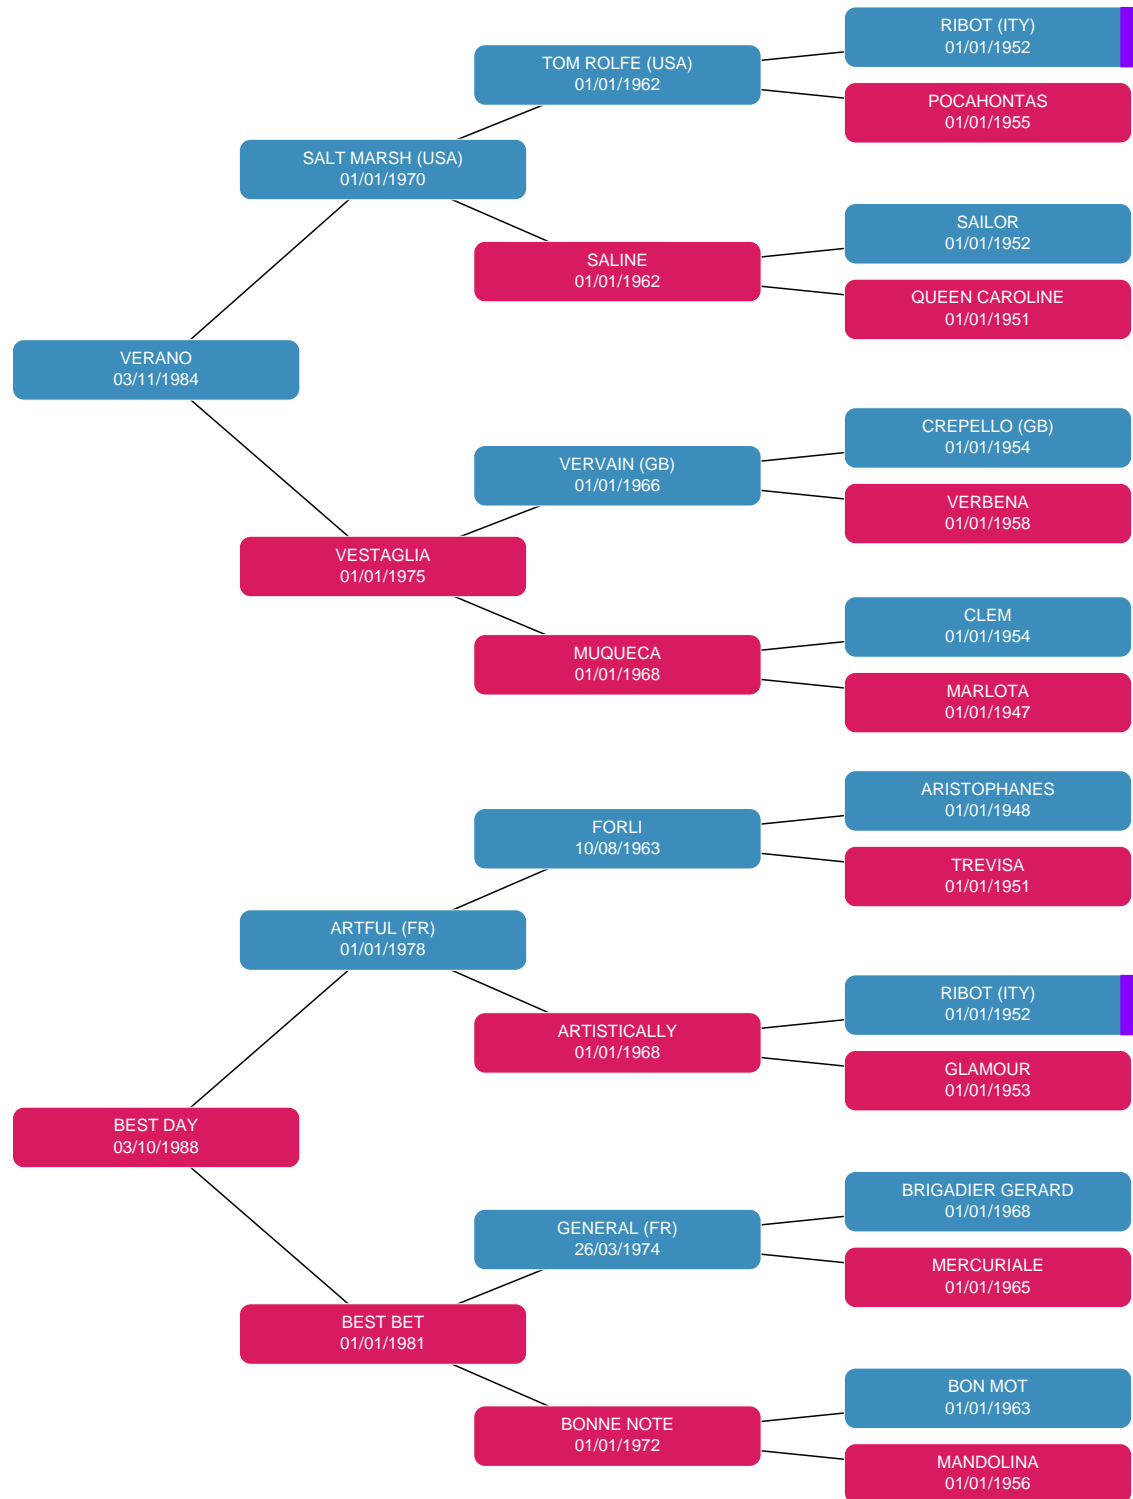 RIBOT (ITY)
01/01/1952
TOM ROLFE (USA)
01/01/1962
POCAHONTAS
01/01/1955
SALT MARSH (USA)
01/01/1970
SAILOR
01/01/1952
SALINE
01/01/1962
QUEEN CAROLINE
01/01/1951
VERANO
03/11/1984
CREPELLO (GB)
01/01/1954
VERVAIN (GB)
01/01/1966
VERBENA
01/01/1958
VESTAGLIA
01/01/1975
CLEM
01/01/1954
MUQUECA
01/01/1968
MARLOTA
01/01/1947
ARISTOPHANES
01/01/1948
FORLI
10/08/1963
TREVISA
01/01/1951
ARTFUL (FR)
01/01/1978
RIBOT (ITY)
01/01/1952
ARTISTICALLY
01/01/1968
GLAMOUR
01/01/1953
BEST DAY
03/10/1988
BRIGADIER GERARD
01/01/1968
GENERAL (FR)
26/03/1974
MERCURIALE
01/01/1965
BEST BET
01/01/1981
BON MOT
01/01/1963
BONNE NOTE
01/01/1972
MANDOLINA
01/01/1956